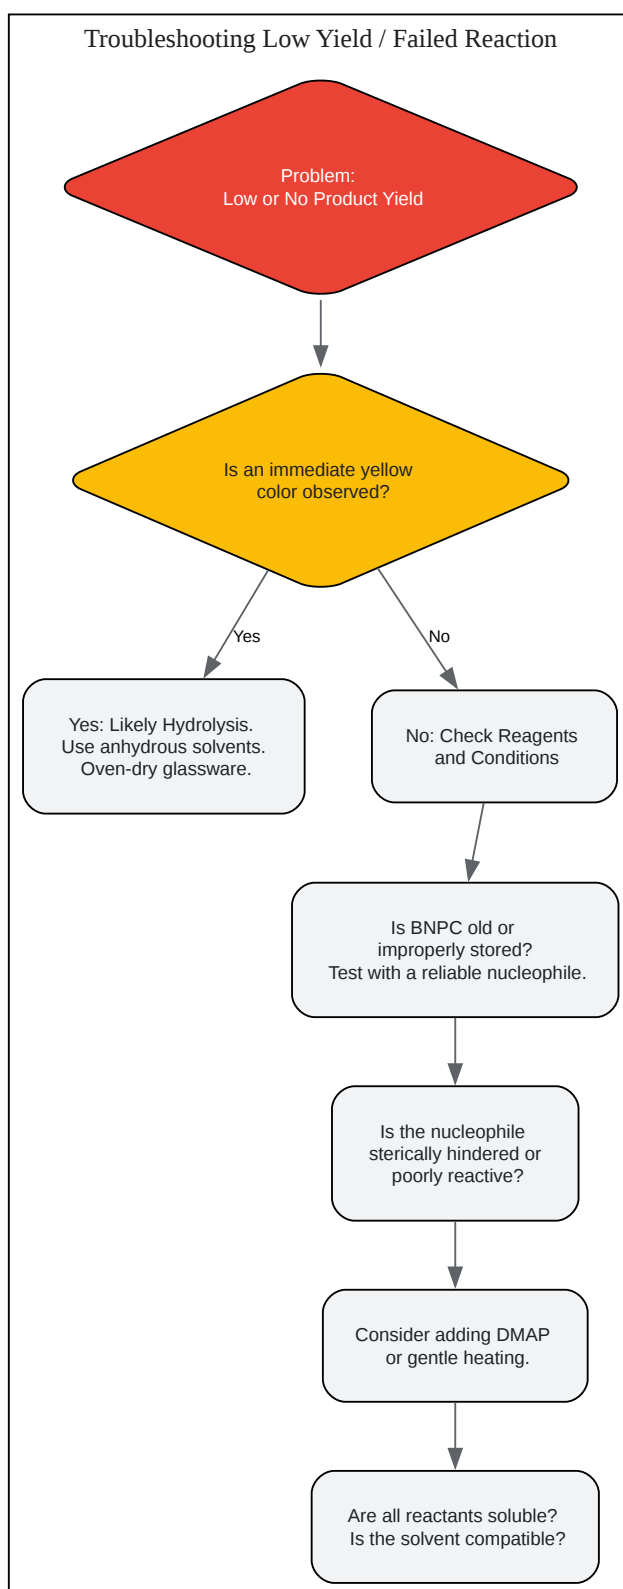 Troubleshooting Low Yield / Failed Reaction
Problem:
Low or No Product Yield
Is an immediate yellow
color observed?
Yes
No
Yes: Likely Hydrolysis.
Use anhydrous solvents.
Oven-dry glassware.
No: Check Reagents
and Conditions
Is BNPC old or
improperly stored?
Test with a reliable nucleophile.
Is the nucleophile
sterically hindered or
poorly reactive?
Consider adding DMAP
or gentle heating.
Are all reactants soluble?
Is the solvent compatible?